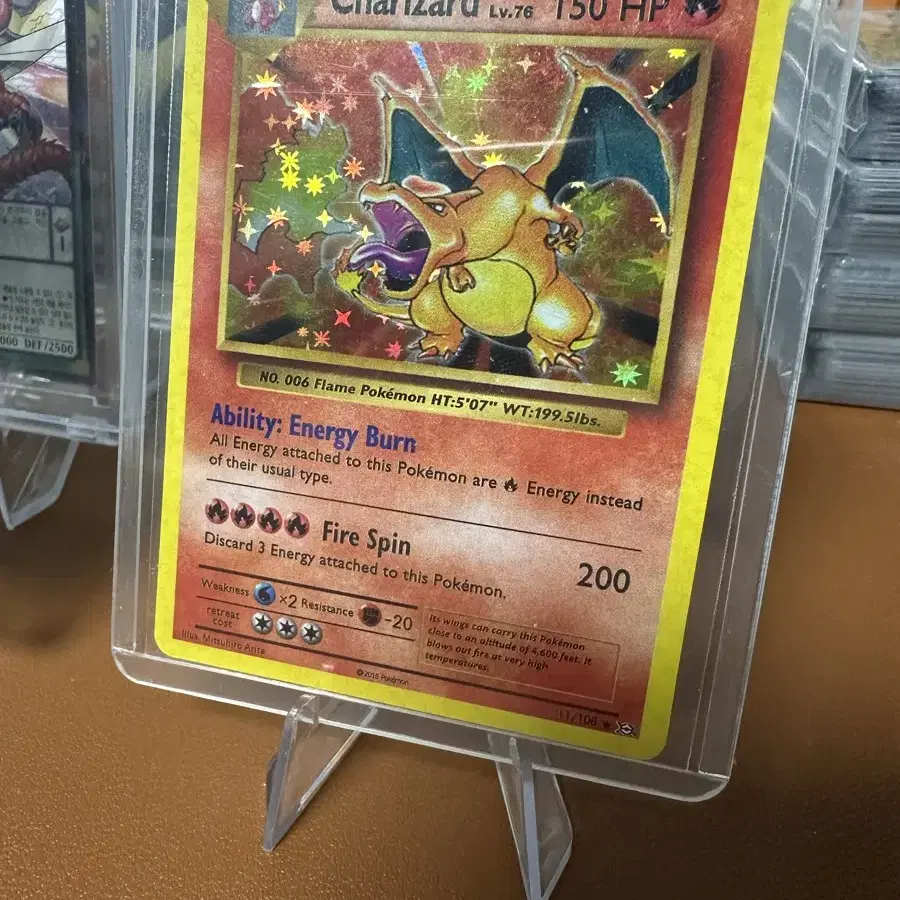 Charizard Lv.76 150 HP
NO. 006 Flame Pokémon HT:5'07" WT:199.5lbs.
Ability: Energy Burn
All Energy attached to this Pokémon are Energy instead
of their usual type.
Fire Spin
200
Discard 3 Energy attached to this Pokémon.
Weakness ×2 Resistance -20
retreat
cost
Its wings can carry this Pokémon
close to an altitude of 4,600 feet. It
blows out fire at very high
temperatures.
Illus. Mitsuhiro Arita
©2016 Pokémon
11/108
DEF/2500